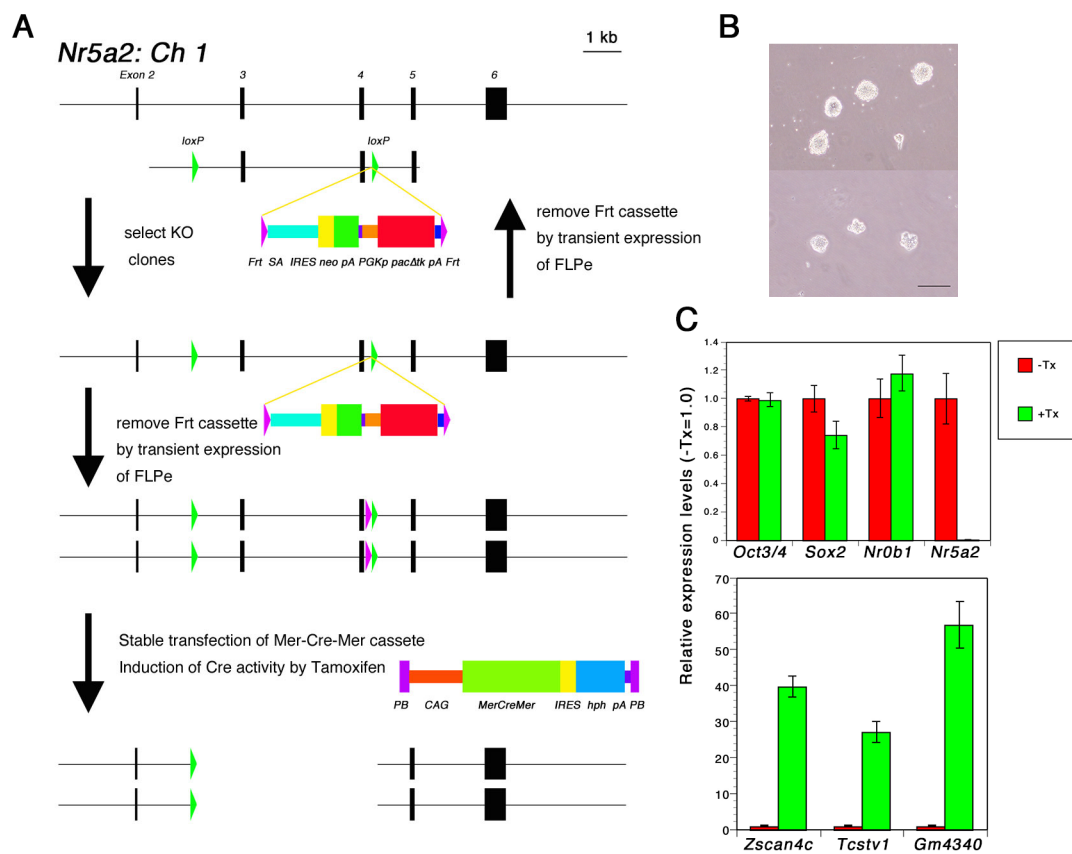 A
Nr5a2: Ch 1
1 kb
Exon 2 3 4 5 6
loxP loxP
select KO
clones
remove Frt cassette
by transient expression
of FLPe
Frt SA IRES neo pA PGKp pacΔtk pA Frt
remove Frt cassette
by transient expression
of FLPe
Stable transfection of Mer-Cre-Mer cassete
Induction of Cre activity by Tamoxifen
PB CAG MerCreMer IRES hph pA PB
B
C
Relative expression levels (-Tx=1.0)
1.4
1.2
1.0
0.8
0.6
0.4
0.2
0
Oct3/4 Sox2 Nr0b1 Nr5a2
-Tx
+Tx
70
60
50
40
30
20
10
0
Zscan4c Tcstv1 Gm4340